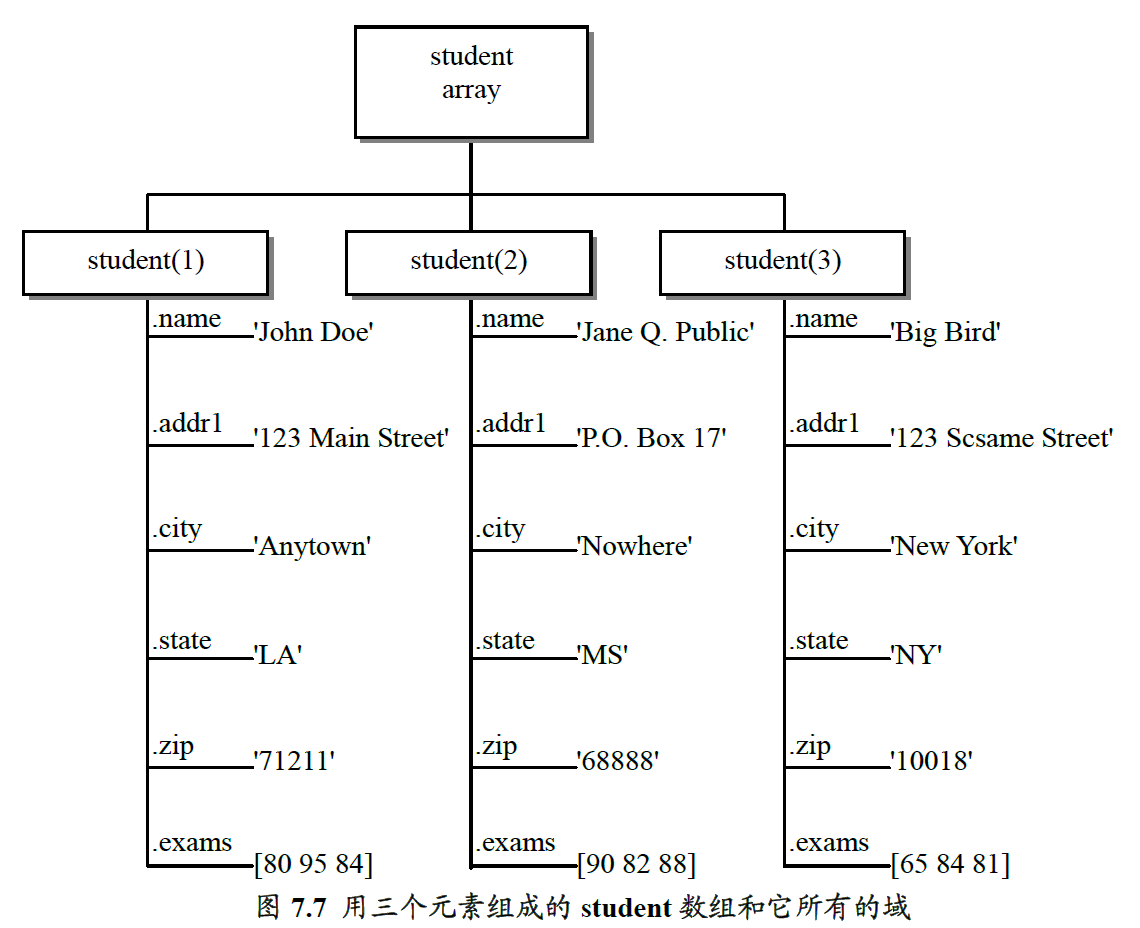 student
array
student(1)
student(2)
student(3)
.name
'John Doe'
.addr1
'123 Main Street'
.city
'Anytown'
.state
'LA'
.zip
'71211'
.exams
[80 95 84]
.name
'Jane Q. Public'
.addr1
'P.O. Box 17'
.city
'Nowhere'
.state
'MS'
.zip
'68888'
.exams
[90 82 88]
.name
'Big Bird'
.addr1
'123 Scsame Street'
.city
'New York'
.state
'NY'
.zip
'10018'
.exams
[65 84 81]
图 7.7 用三个元素组成的 student 数组和它所有的域